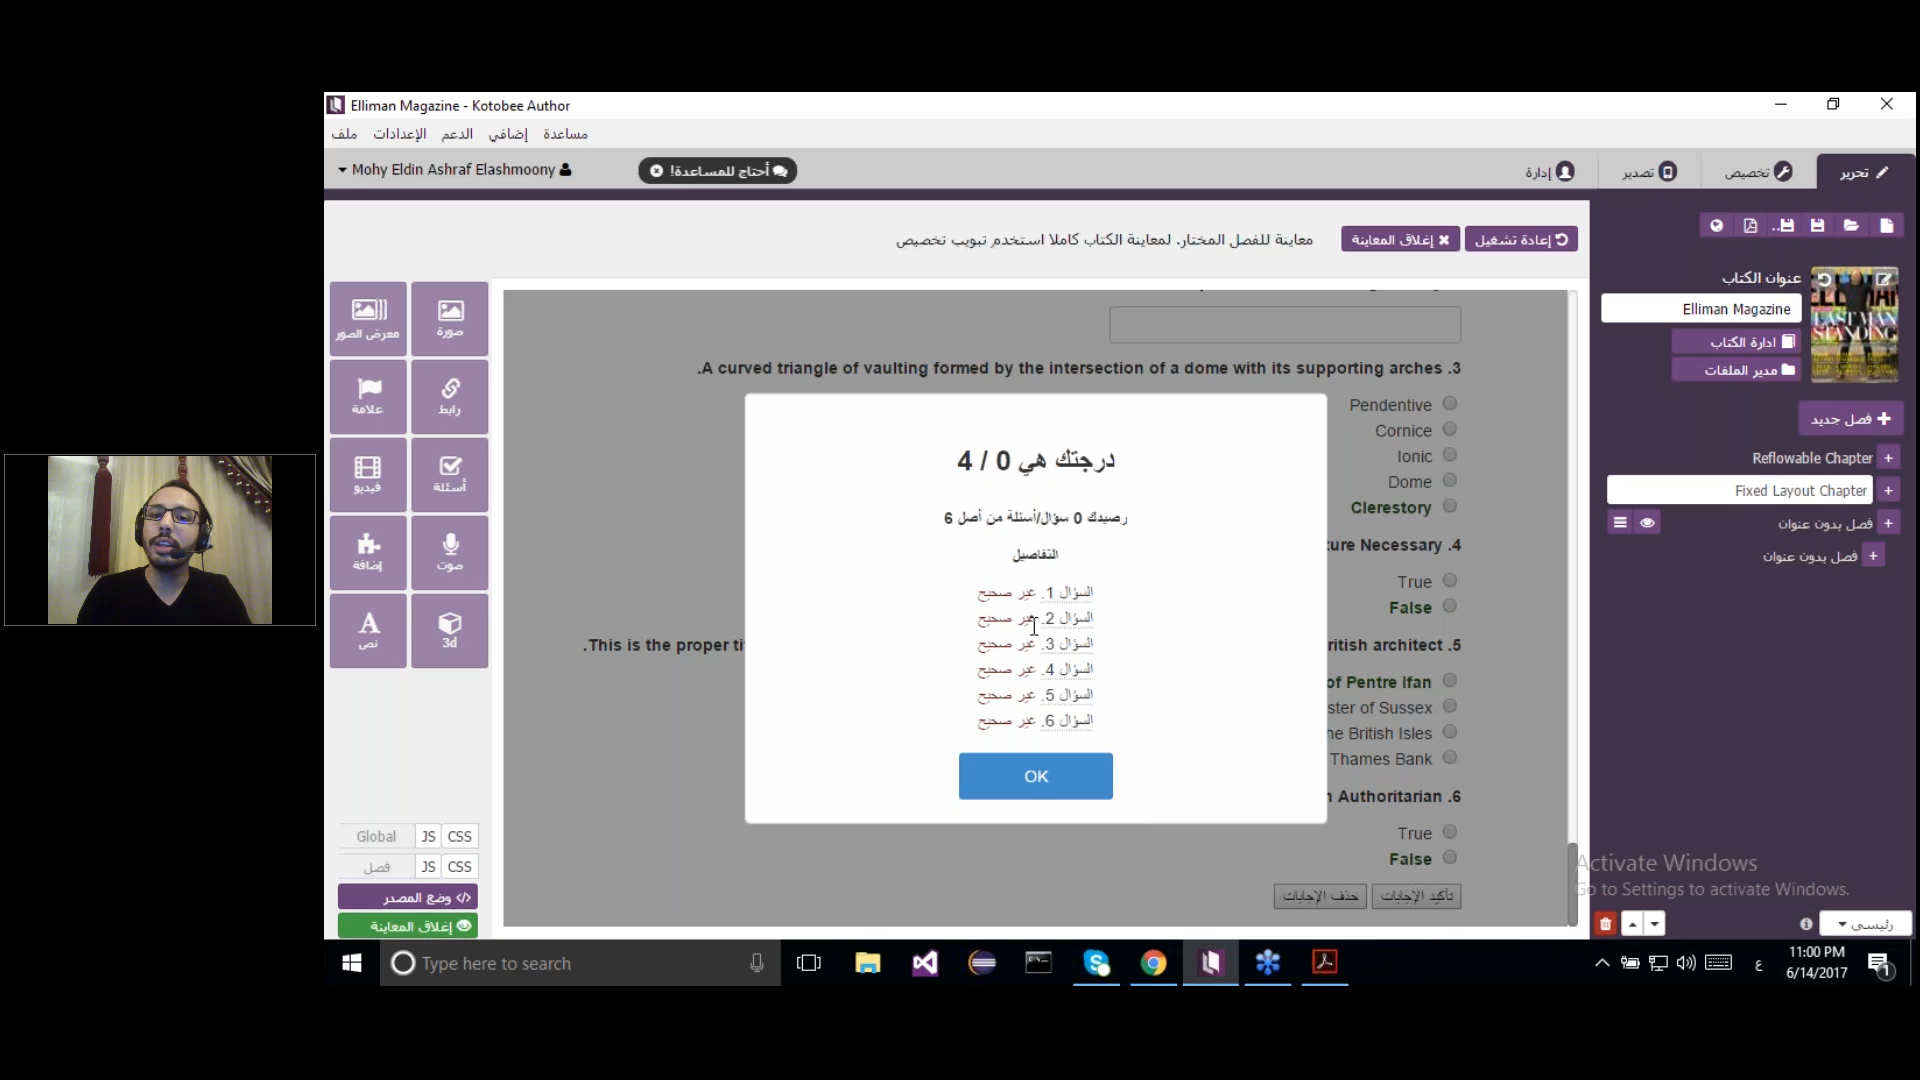 Elliman Magazine - Kotobee Author
ملف الإعدادات الدعم إضافي مساعدة
Mohy Eldin Ashraf Elashmoony
أحتاج للمساعدة!
إدارة
تصدير
تخصيص
تحرير
معاينة للفصل المختار. لمعاينة الكتاب كاملا استخدم تبويب تخصيص
إغلاق المعاينة
إعادة تشغيل
عنوان الكتاب
Elliman Magazine
ادارة الكتاب
مدير الملفات
LAST MAN
STANDING
فصل جديد
Reflowable Chapter
Fixed Layout Chapter
فصل بدون عنوان
فصل بدون عنوان
صورة
معرض الصور
رابط
علامة
أسئلة
فيديو
صوت
إضافة
3d
نص
3. A curved triangle of vaulting formed by the intersection of a dome with its supporting arches.
Pendentive
Cornice
Ionic
Dome
Clerestory
4. ure Necessary
True
False
5. ritish architect
This is the proper ti
of Pentre Ifan
ster of Sussex
he British Isles
Thames Bank
6. Authoritarian
True
False
تأكيد الإجابات
حذف الإجابات
درجتك هي 0 / 4
رصيدك 0 سؤال/أسئلة من أصل 6
التفاصيل
السؤال 1. غير صحيح
السؤال 2. غير صحيح
السؤال 3. غير صحيح
السؤال 4. غير صحيح
السؤال 5. غير صحيح
السؤال 6. غير صحيح
OK
Global JS CSS
فصل JS CSS
وضع المصدر
إغلاق المعاينة
Activate Windows
Go to Settings to activate Windows.
رئيسي
Type here to search
ع
11:00 PM
6/14/2017
1